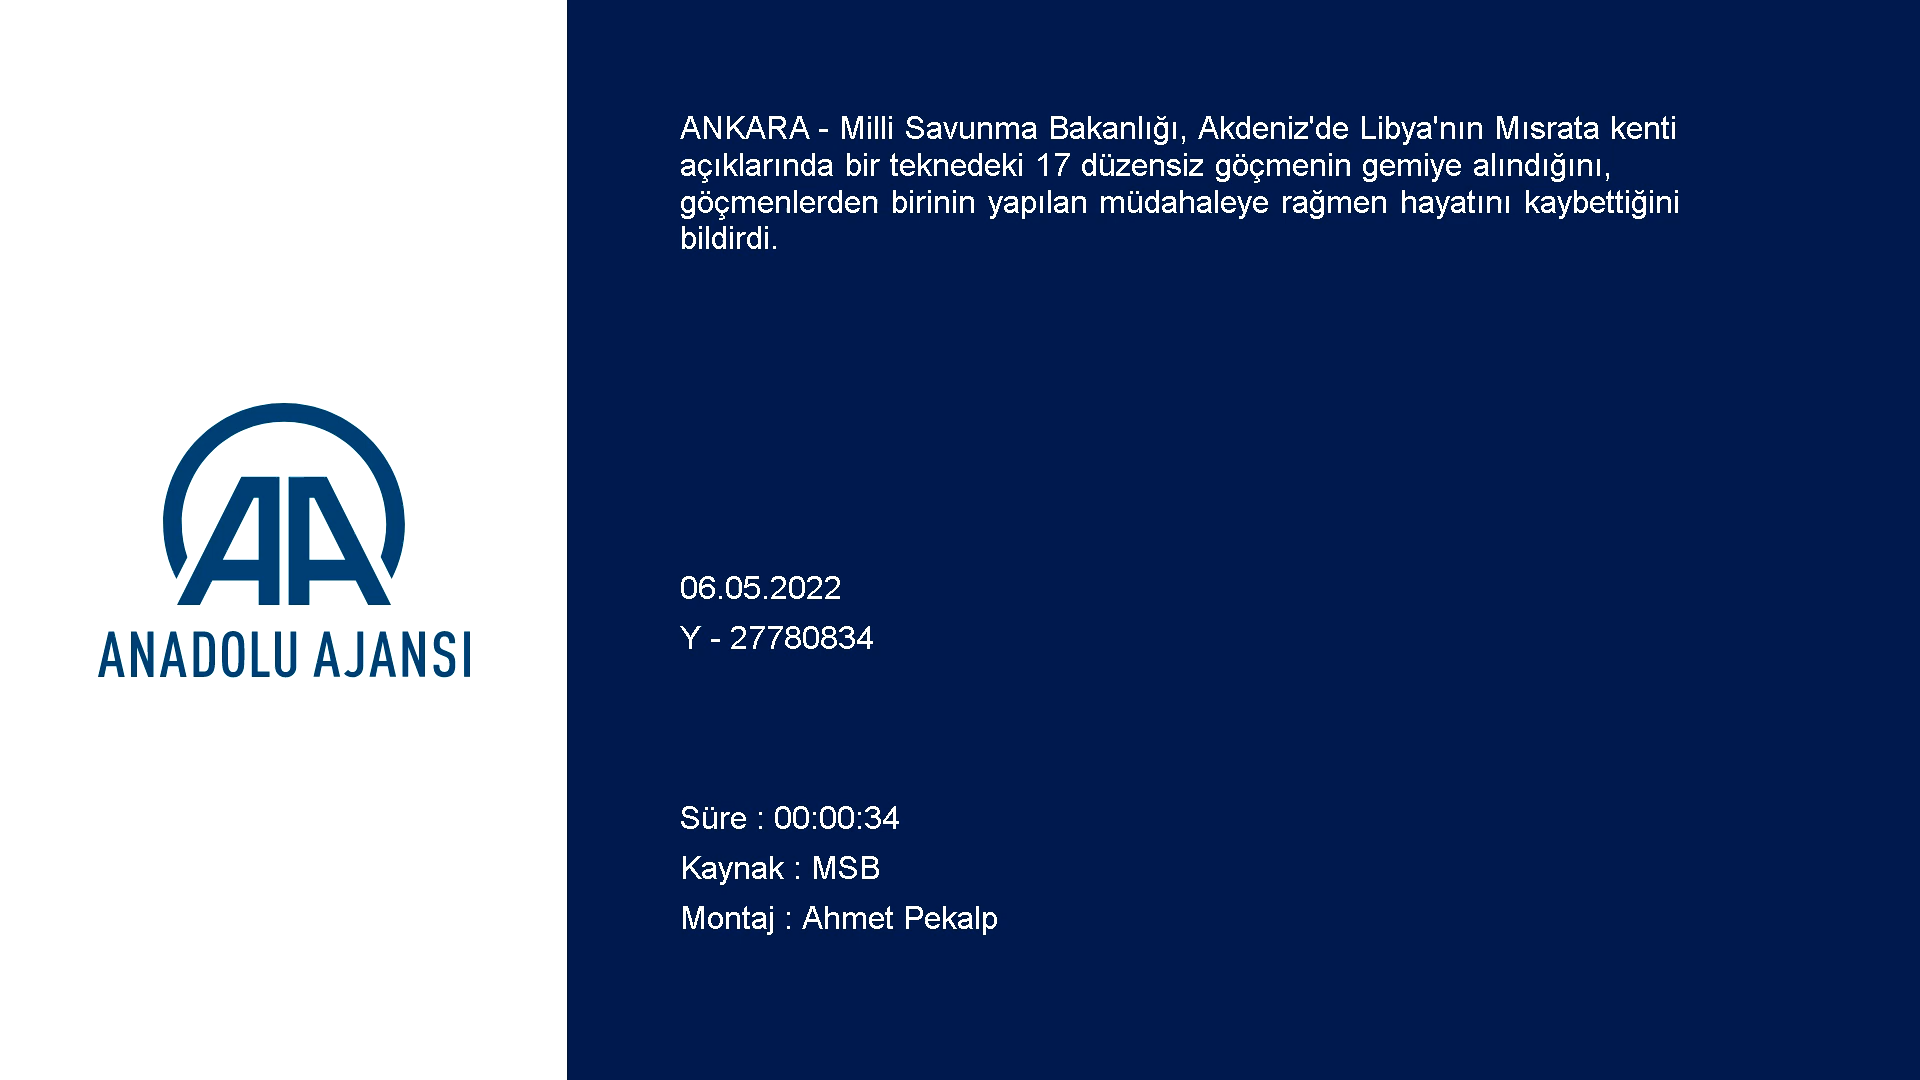 ANKARA - Milli Savunma Bakanlığı, Akdeniz'de Libya'nın Mısrata kenti
açıklarında bir teknedeki 17 düzensiz göçmenin gemiye alındığını,
göçmenlerden birinin yapılan müdahaleye rağmen hayatını kaybettiğini
bildirdi.
AA
ANADOLU AJANSI
06.05.2022
Y - 27780834
Süre : 00:00:34
Kaynak : MSB
Montaj : Ahmet Pekalp